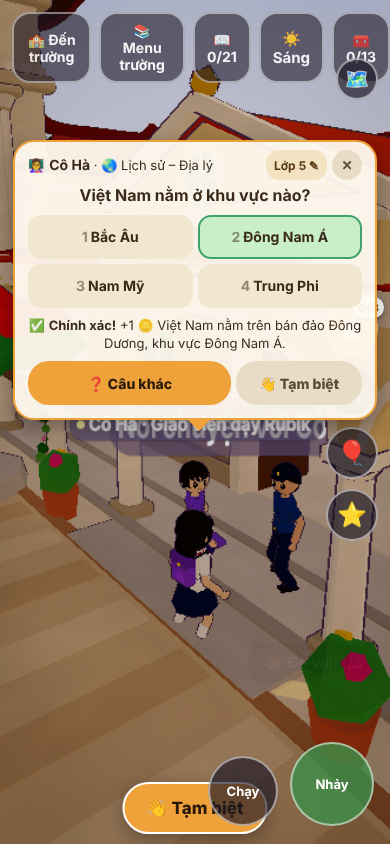 🏫 Đến trường
📚 Menu trường
📖 0/21
☀️ Sáng
🧰 0/13
👩‍🏫 Cô Hà · 🌏 Lịch sử – Địa lý
Lớp 5 ✎
✕
Việt Nam nằm ở khu vực nào?
1 Bắc Âu
2 Đông Nam Á
3 Nam Mỹ
4 Trung Phi
✅ Chính xác! +1 🪙 Việt Nam nằm trên bán đảo Đông
Dương, khu vực Đông Nam Á.
❓ Câu khác
👋 Tạm biệt
Cô Hà · Giáo viên dạy Rubik
👋 Tạm biệt
Chạy
Nhảy